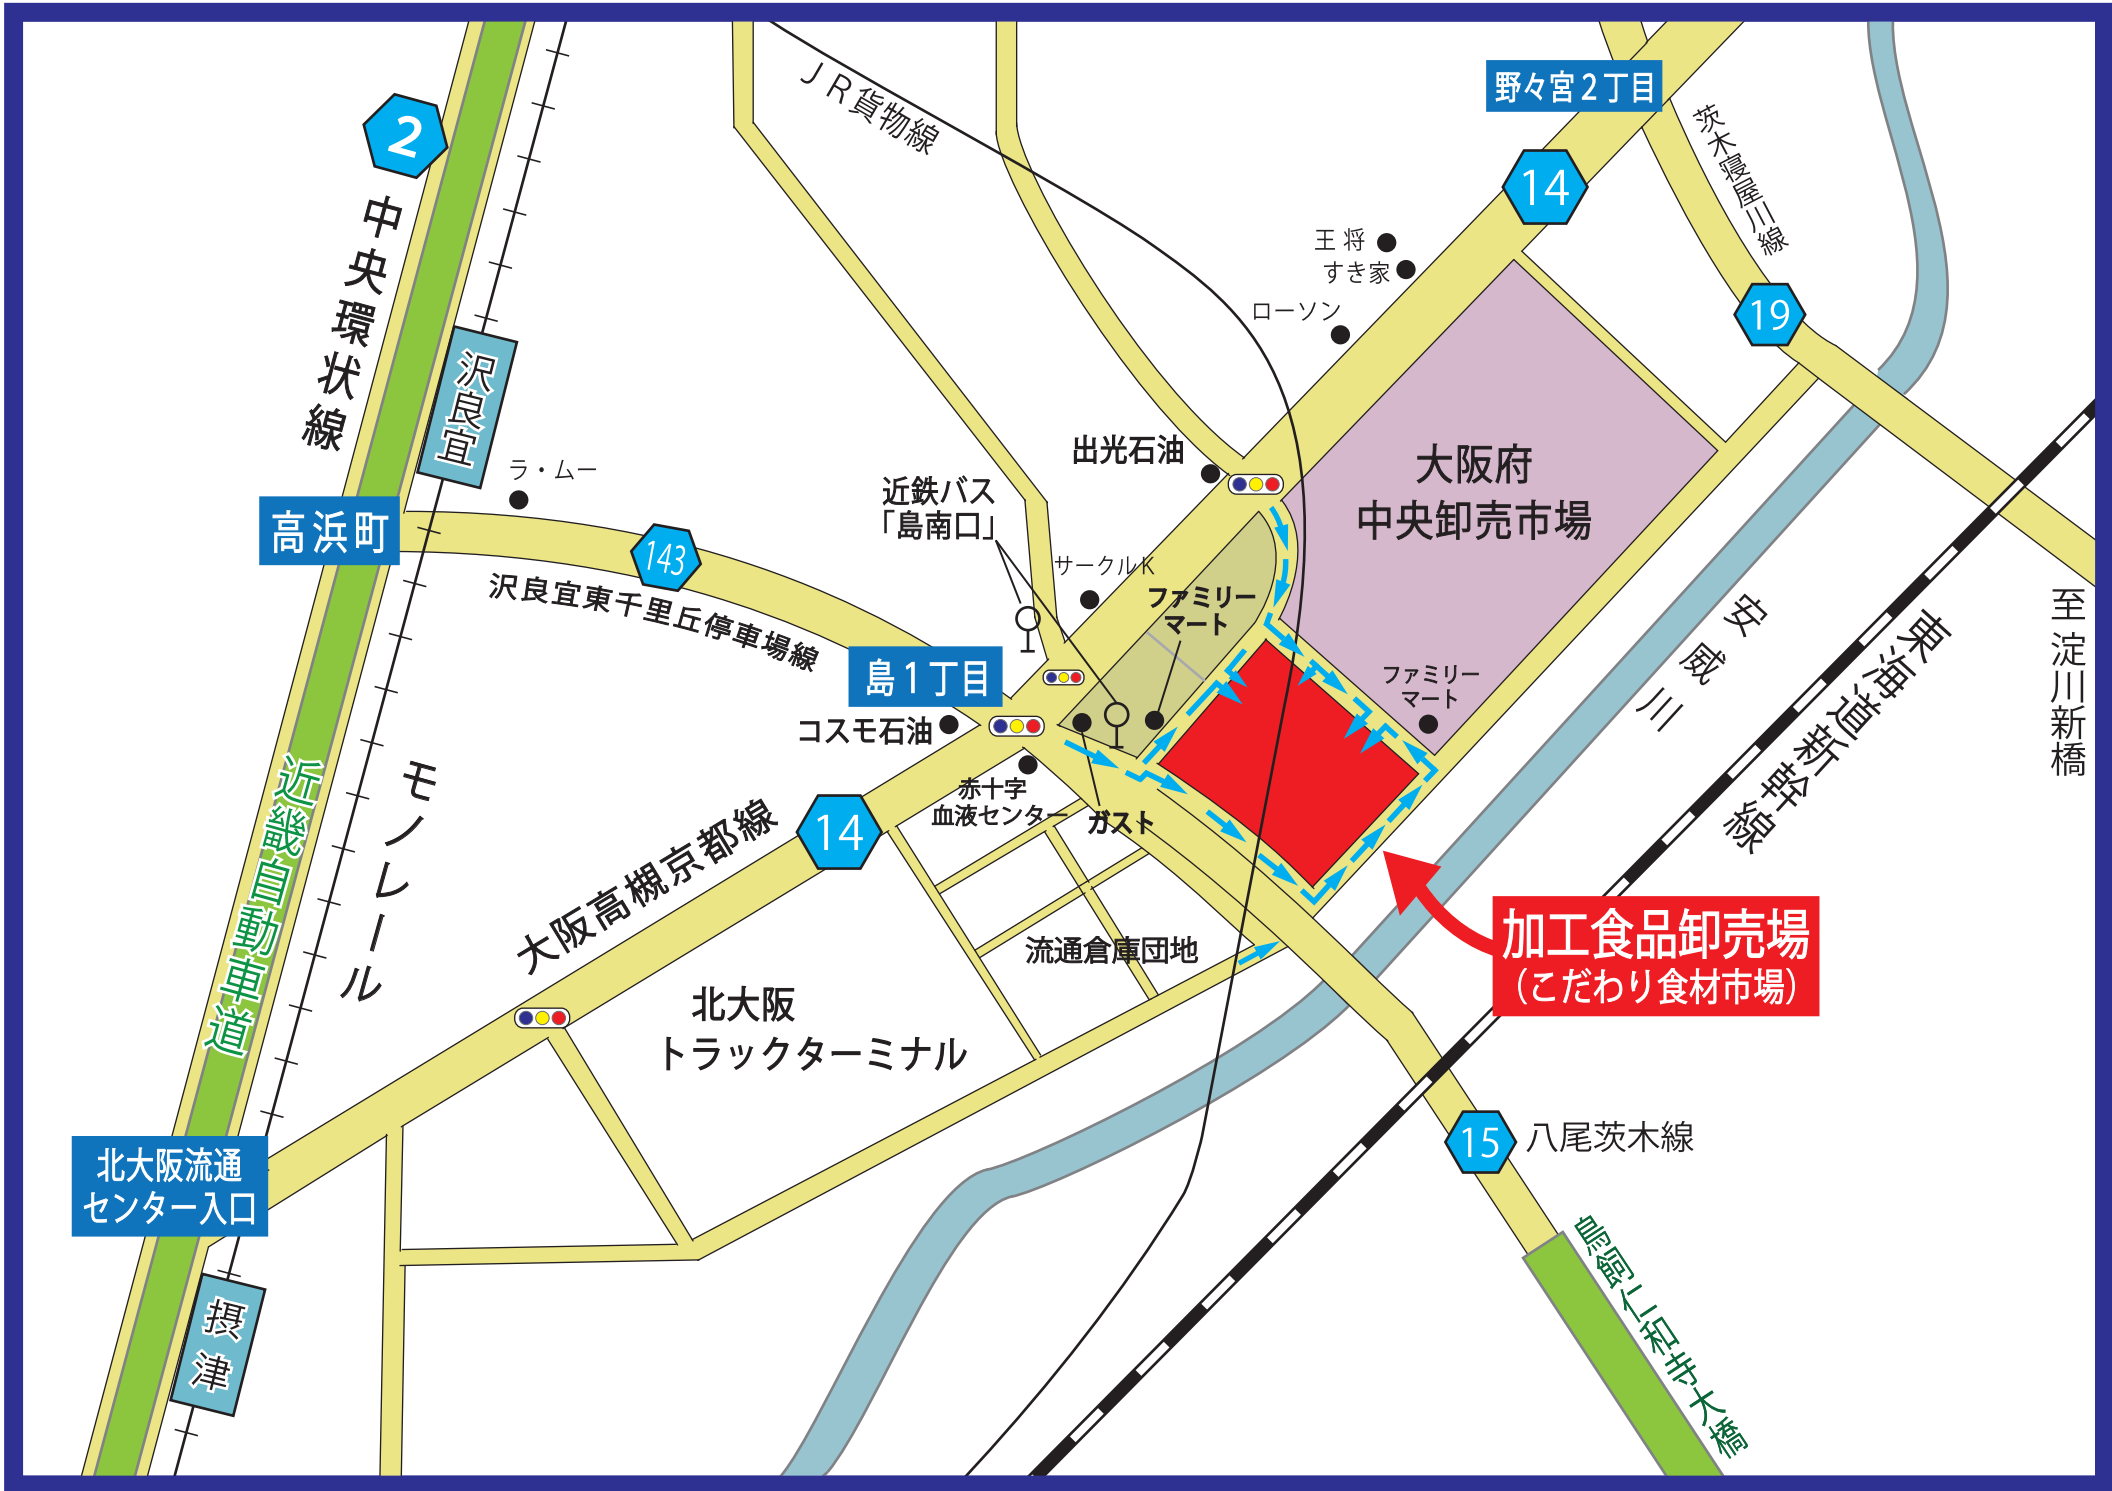 2
中央環状線
沢良宜
高浜町
ラ・ムー
143
沢良宜東千里丘停車場線
JR貨物線
野々宮2丁目
14
茨木寝屋川線
19
王将
すき家
ローソン
出光石油
近鉄バス
「島南口」
サークルK
ファミリー
マート
大阪府
中央卸売市場
ファミリー
マート
島1丁目
コスモ石油
赤十字
血液センター
ガスト
安威川
東海道新幹線
至淀川新橋
モノレール
近畿自動車道
大阪高槻京都線
14
流通倉庫団地
北大阪
トラックターミナル
加工食品卸売場
(こだわり食材市場)
15
八尾茨木線
鳥飼仁和寺大橋
北大阪流通
センター入口
摂津